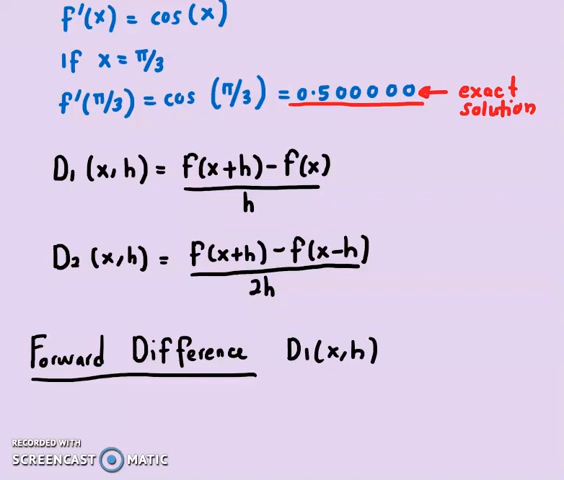 f'(x) = cos(x)
if x = π/3
f'(π/3) = cos (π/3) = 0.500000 ← exact solution
D₁ (x, h) = f(x+h) - f(x) / h
D₂ (x, h) = f(x+h) - f(x-h) / 2h
Forward Difference D1(x,h)
RECORDED WITH
SCREENCAST MATIC